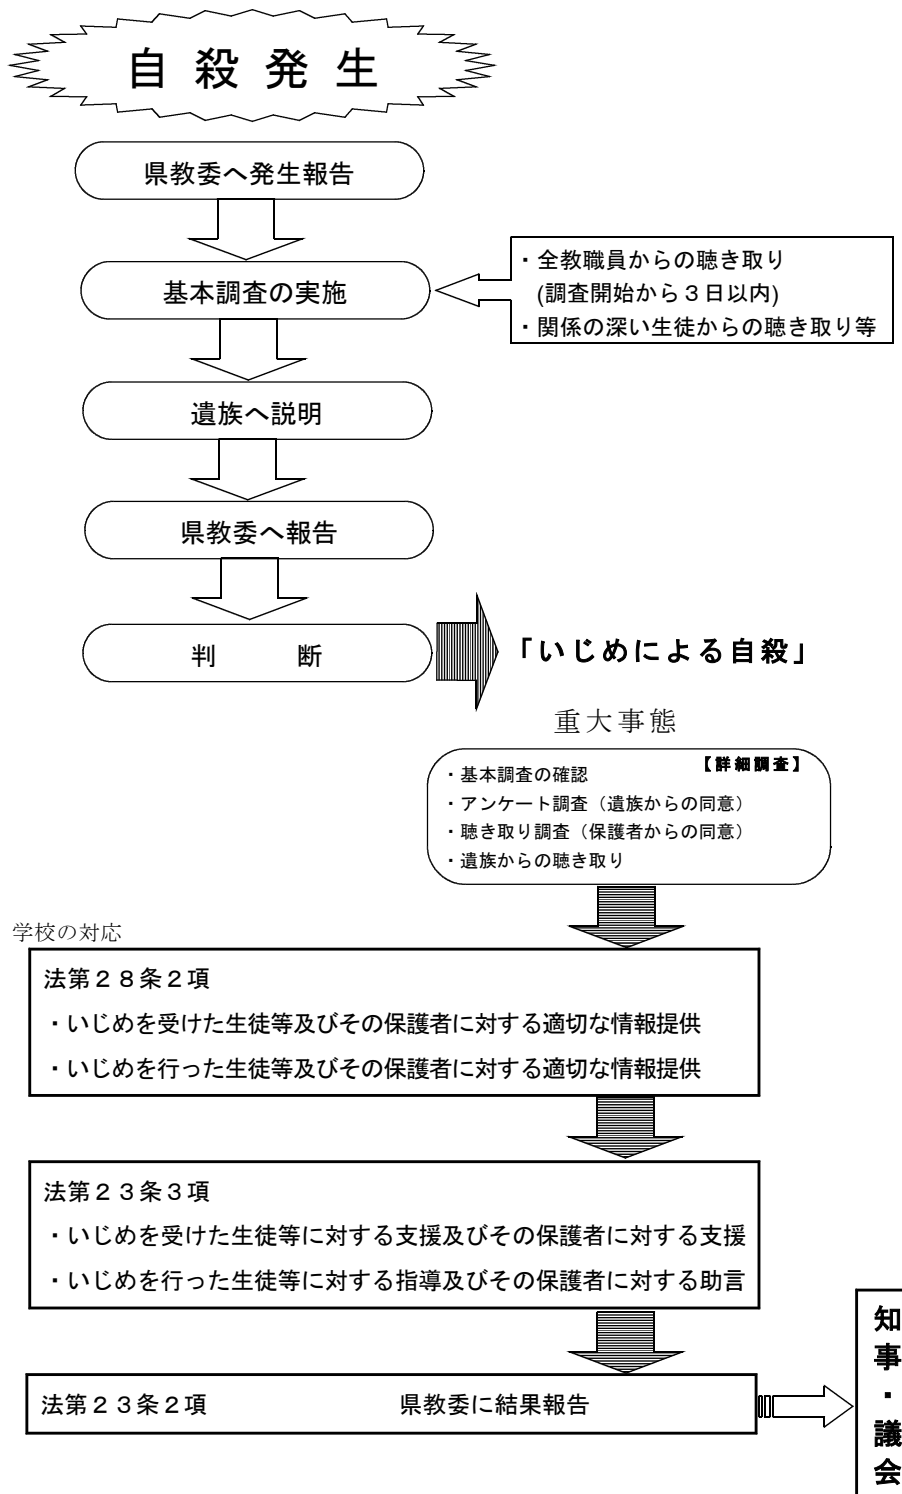 自殺発生
県教委へ発生報告
基本調査の実施
・全教職員からの聴き取り
(調査開始から３日以内)
・関係の深い生徒からの聴き取り等
遺族へ説明
県教委へ報告
判　　断
「いじめによる自殺」
重大事態
【詳細調査】
・基本調査の確認
・アンケート調査（遺族からの同意）
・聴き取り調査（保護者からの同意）
・遺族からの聴き取り
学校の対応
法第２８条２項
・いじめを受けた生徒等及びその保護者に対する適切な情報提供
・いじめを行った生徒等及びその保護者に対する適切な情報提供
法第２３条３項
・いじめを受けた生徒等に対する支援及びその保護者に対する支援
・いじめを行った生徒等に対する指導及びその保護者に対する助言
法第２３条２項　　県教委に結果報告
知事・議会